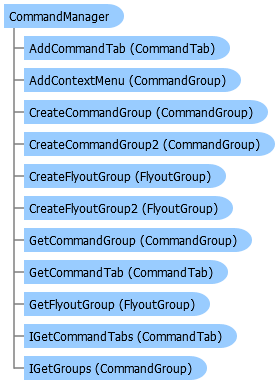 CommandManager
AddCommandTab (CommandTab)
AddContextMenu (CommandGroup)
CreateCommandGroup (CommandGroup)
CreateCommandGroup2 (CommandGroup)
CreateFlyoutGroup (FlyoutGroup)
CreateFlyoutGroup2 (FlyoutGroup)
GetCommandGroup (CommandGroup)
GetCommandTab (CommandTab)
GetFlyoutGroup (FlyoutGroup)
IGetCommandTabs (CommandTab)
IGetGroups (CommandGroup)